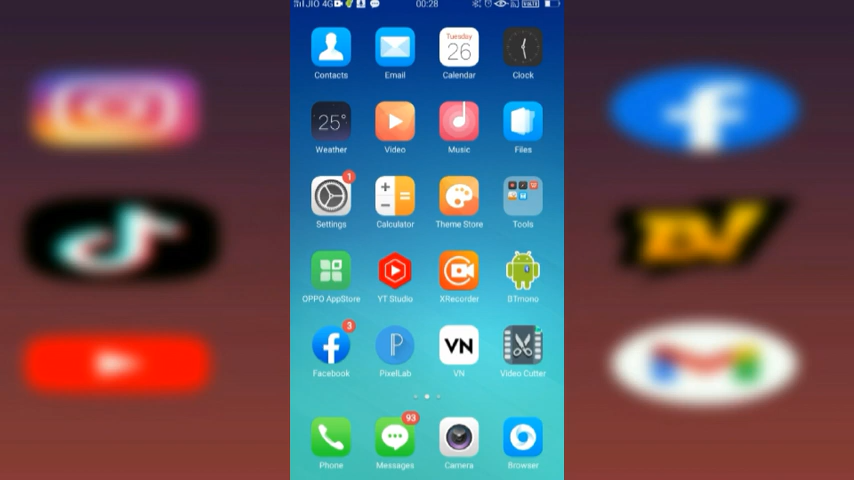 JIO 4G 00:28
Tuesday
26
Contacts Email Calendar Clock
25°
Weather Video Music Files
1
Settings Calculator Theme Store Tools
OPPO AppStore YT Studio XRecorder BTmono
3
P VN
Facebook PixelLab VN Video Cutter
93
Phone Messages Camera Browser